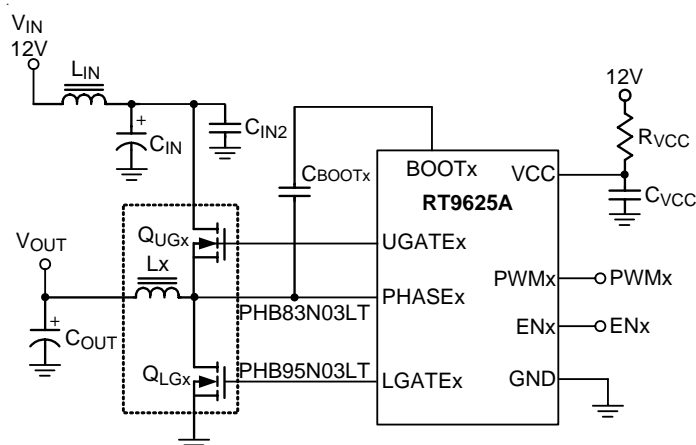 VIN
12V
LIN
12V
CIN
CIN2
RVCC
CBOOTx
BOOTx
VCC
CVCC
RT9625A
VOUT
QUGx
UGATEx
Lx
PWMx
PWMx
PHASEx
PHB83N03LT
COUT
ENx
ENx
QLGx
PHB95N03LT
LGATEx
GND
+
+